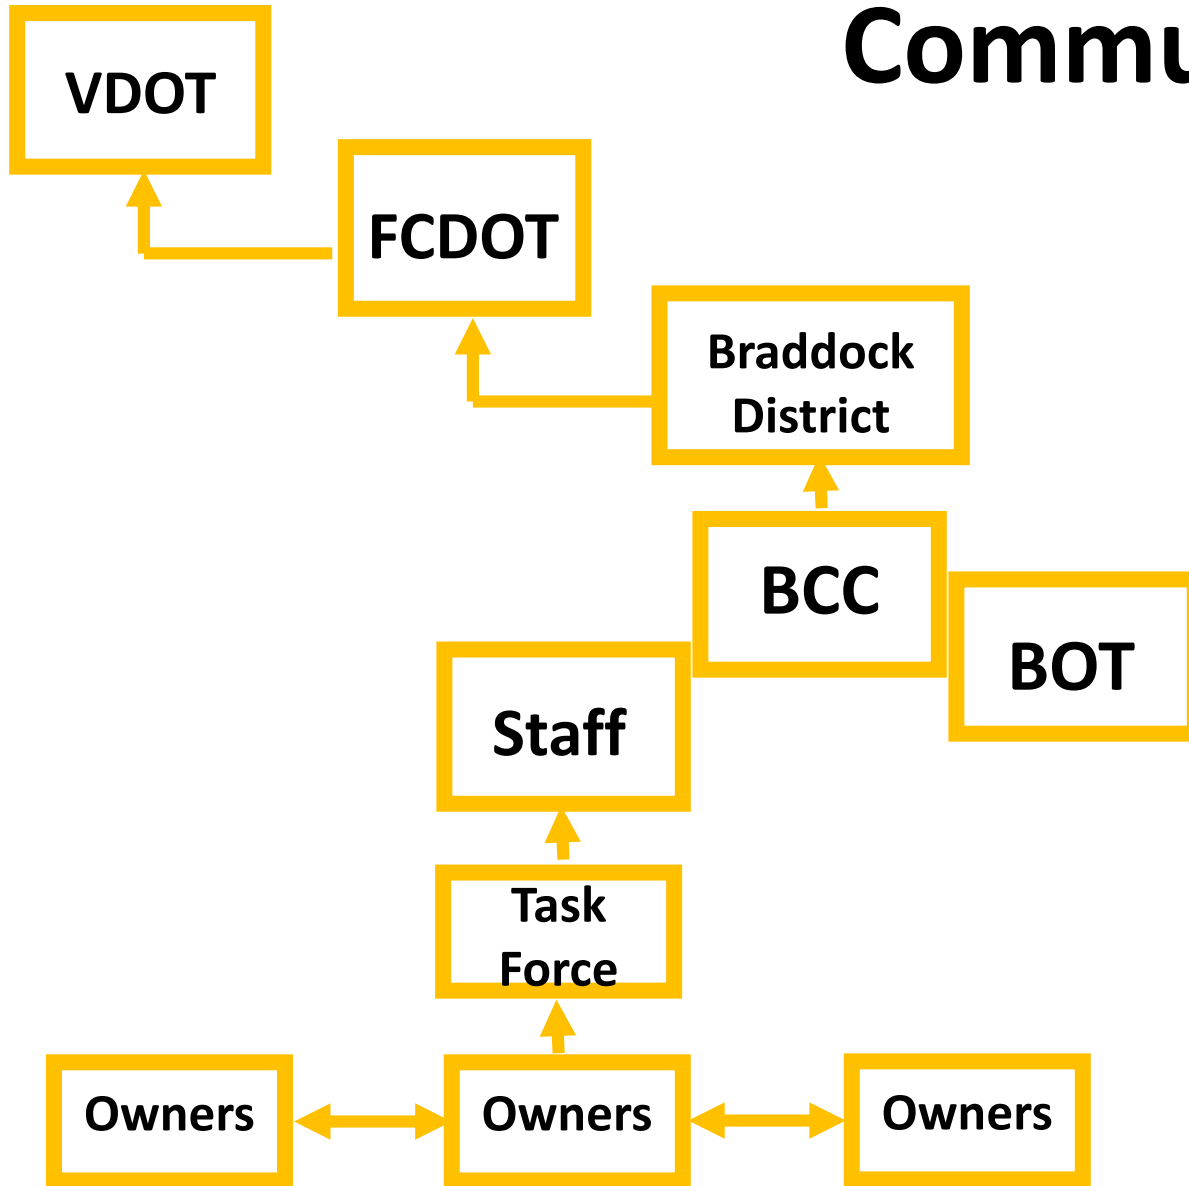 Commu
VDOT
FCDOT
Braddock
District
BCC
BOT
Staff
Task
Force
Owners
Owners
Owners